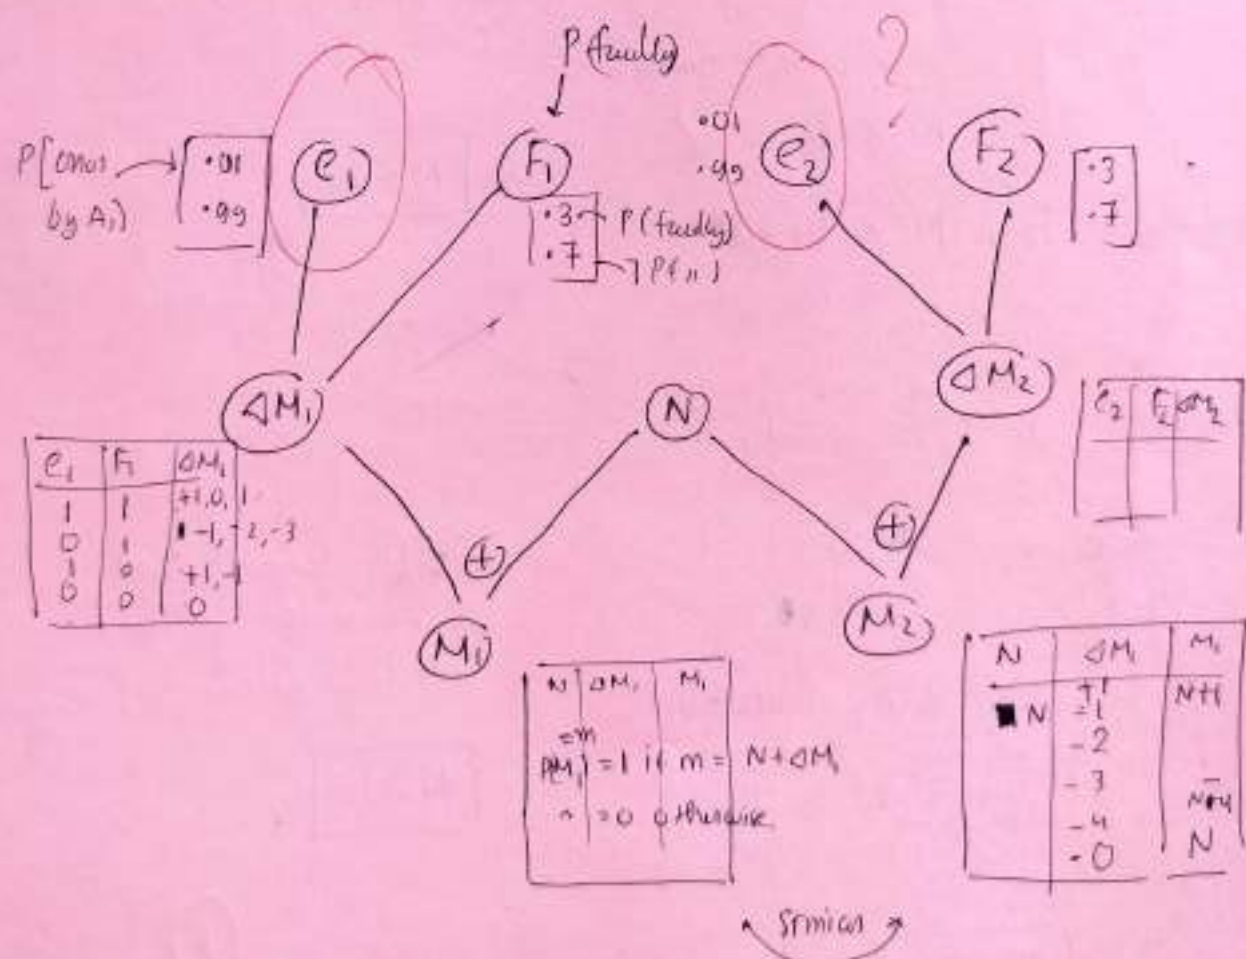 P(faulty)
?
P[error
by A₁)
.01
.99
e₁
F₁
.3 P(faulty)
.7 ¬P(")
.01
.99
e₂
F₂
.3
.7
ΔM₁
N
ΔM₂
e₁ F₁ ΔM₁
1 1 +1, 0, 1
0 1 -1, -2, -3
1 0 +1, -1
0 0 0
e₂ F₂ ΔM₂
+
+
M₁
M₂
N ΔM₁ M₁
=m
P(M₁) = 1 if m = N+ΔM₁
" = 0 otherwise
N ΔM₁ M₁
N +1 N+1
-1
-2
-3
-4
-0 N